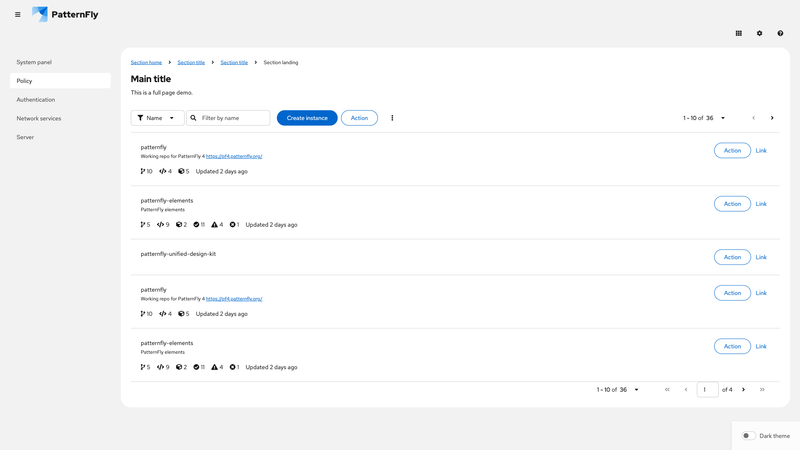 PatternFly
System panel
Policy
Authentication
Network services
Server
Section home Section title Section title Section landing
Main title
This is a full page demo.
Name Filter by name Create instance Action 1 - 10 of 36
patternfly
Working repo for PatternFly 4 https://pf4.patternfly.org/
10 4 5 Updated 2 days ago
Action Link
patternfly-elements
PatternFly elements
5 9 2 11 4 1 Updated 2 days ago
Action Link
patternfly-unified-design-kit
Action Link
patternfly
Working repo for PatternFly 4 https://pf4.patternfly.org/
10 4 5 Updated 2 days ago
Action Link
patternfly-elements
PatternFly elements
5 9 2 11 4 1 Updated 2 days ago
Action Link
1 - 10 of 36 1 of 4
Dark theme